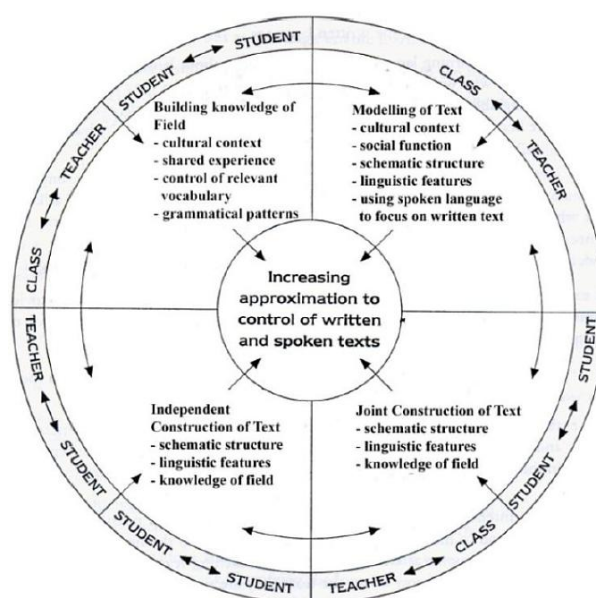 CLASS ↔ TEACHER ↔ STUDENT ↔ STUDENT
CLASS ↔ TEACHER
Building knowledge of
Field
- cultural context
- shared experience
- control of relevant
vocabulary
- grammatical patterns
Modelling of Text
- cultural context
- social function
- schematic structure
- linguistic features
- using spoken language
to focus on written text
Increasing
approximation to
control of written
and spoken texts
Independent
Construction of Text
- schematic structure
- linguistic features
- knowledge of field
Joint Construction of Text
- schematic structure
- linguistic features
- knowledge of field
TEACHER ↔ STUDENT
STUDENT ↔ STUDENT
TEACHER ↔ CLASS
STUDENT ↔ STUDENT